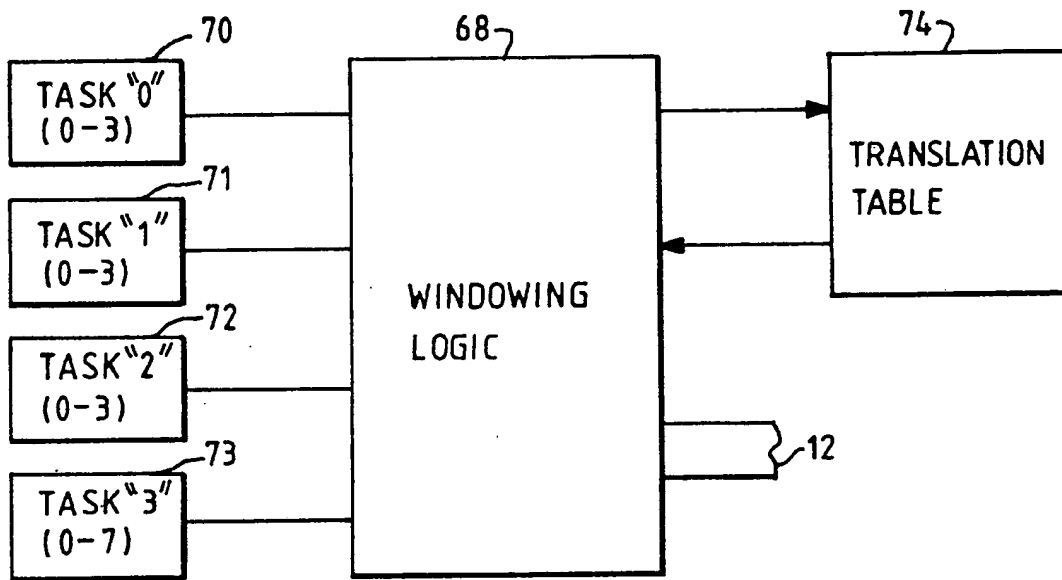 70
TASK "0"
(0-3)
71
TASK "1"
(0-3)
72
TASK "2"
(0-3)
73
TASK "3"
(0-7)
68
WINDOWING
LOGIC
74
TRANSLATION
TABLE
12